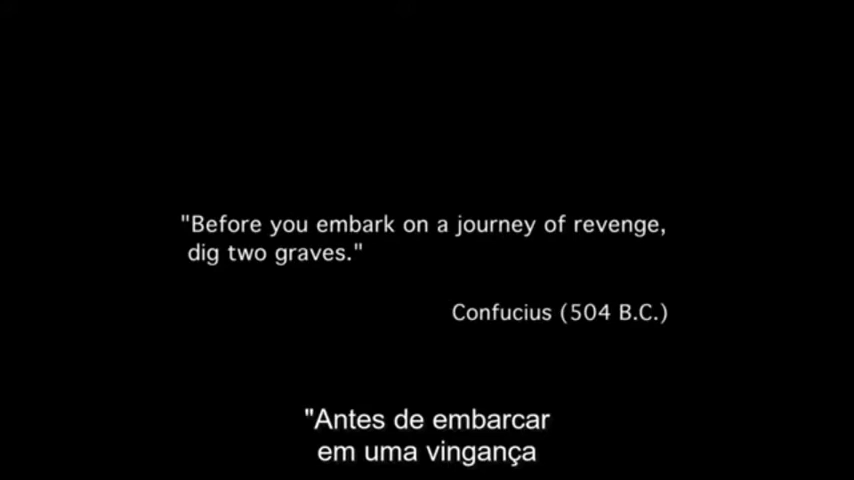 "Before you embark on a journey of revenge,
dig two graves."
Confucius (504 B.C.)
"Antes de embarcar
em uma vingança